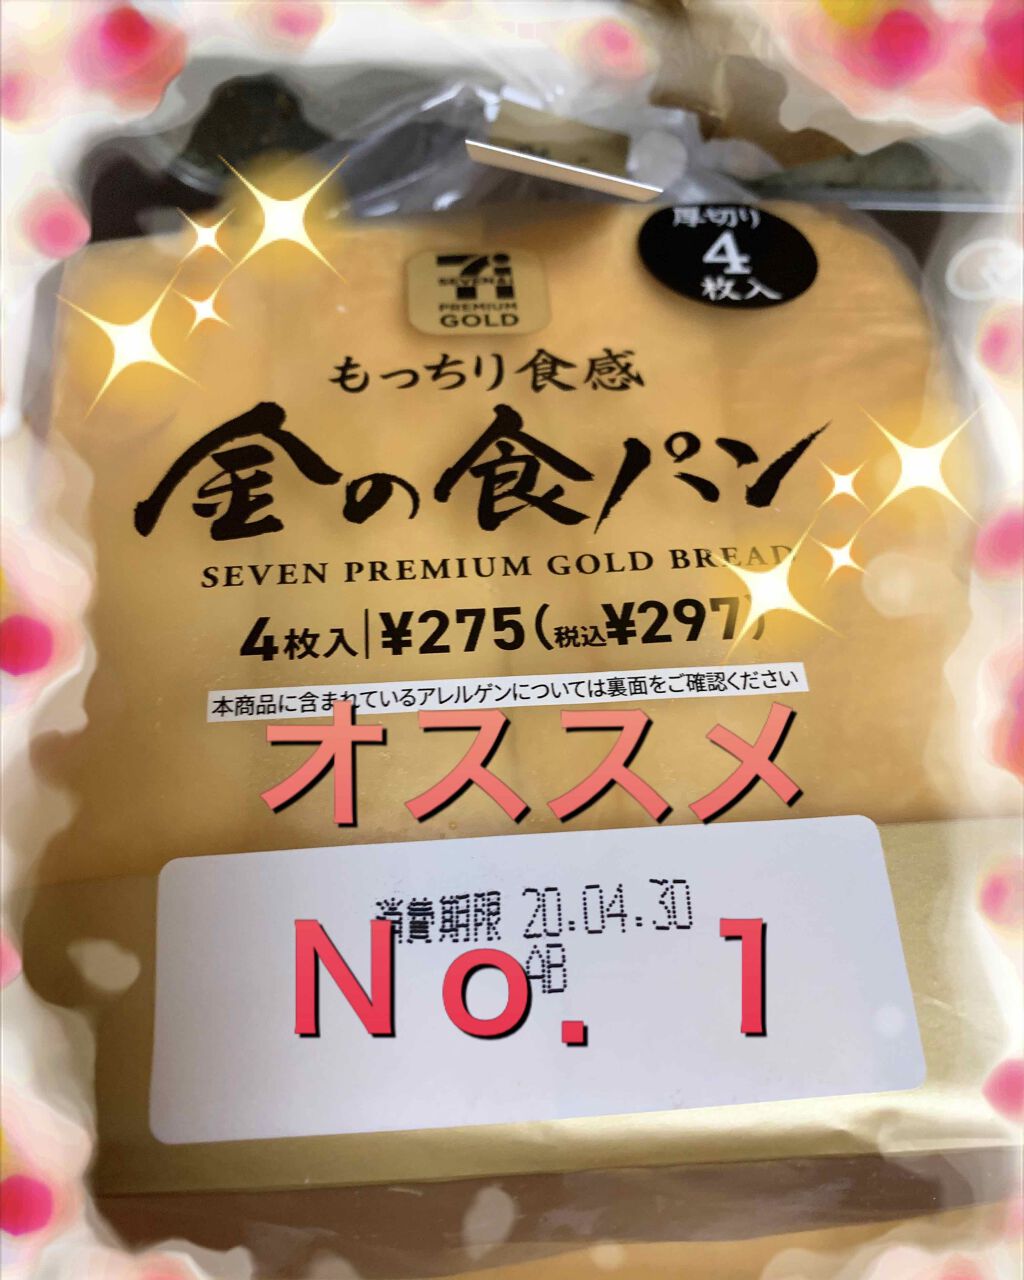 厚切り
4
枚入
SEVEN&i
PREMIUM
GOLD
もっちり食感
金の食パン
SEVEN PREMIUM GOLD BREAD
4枚入|¥275(税込¥297)
本商品に含まれているアレルゲンについては裏面をご確認ください
オススメ
消費期限 20.04.30
AB
No. 1